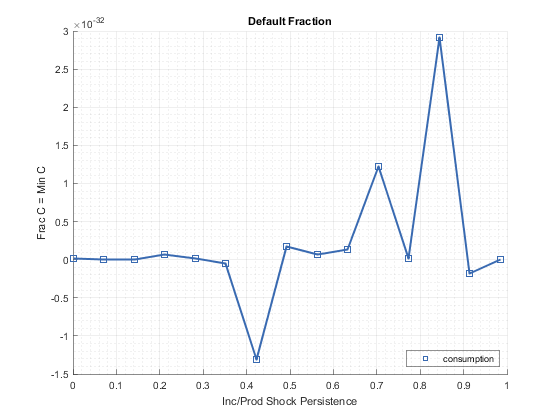 Default Fraction
×10-32
3
2.5
2
1.5
1
0.5
0
-0.5
-1
-1.5
Frac C = Min C
0 0.1 0.2 0.3 0.4 0.5 0.6 0.7 0.8 0.9 1
Inc/Prod Shock Persistence
consumption